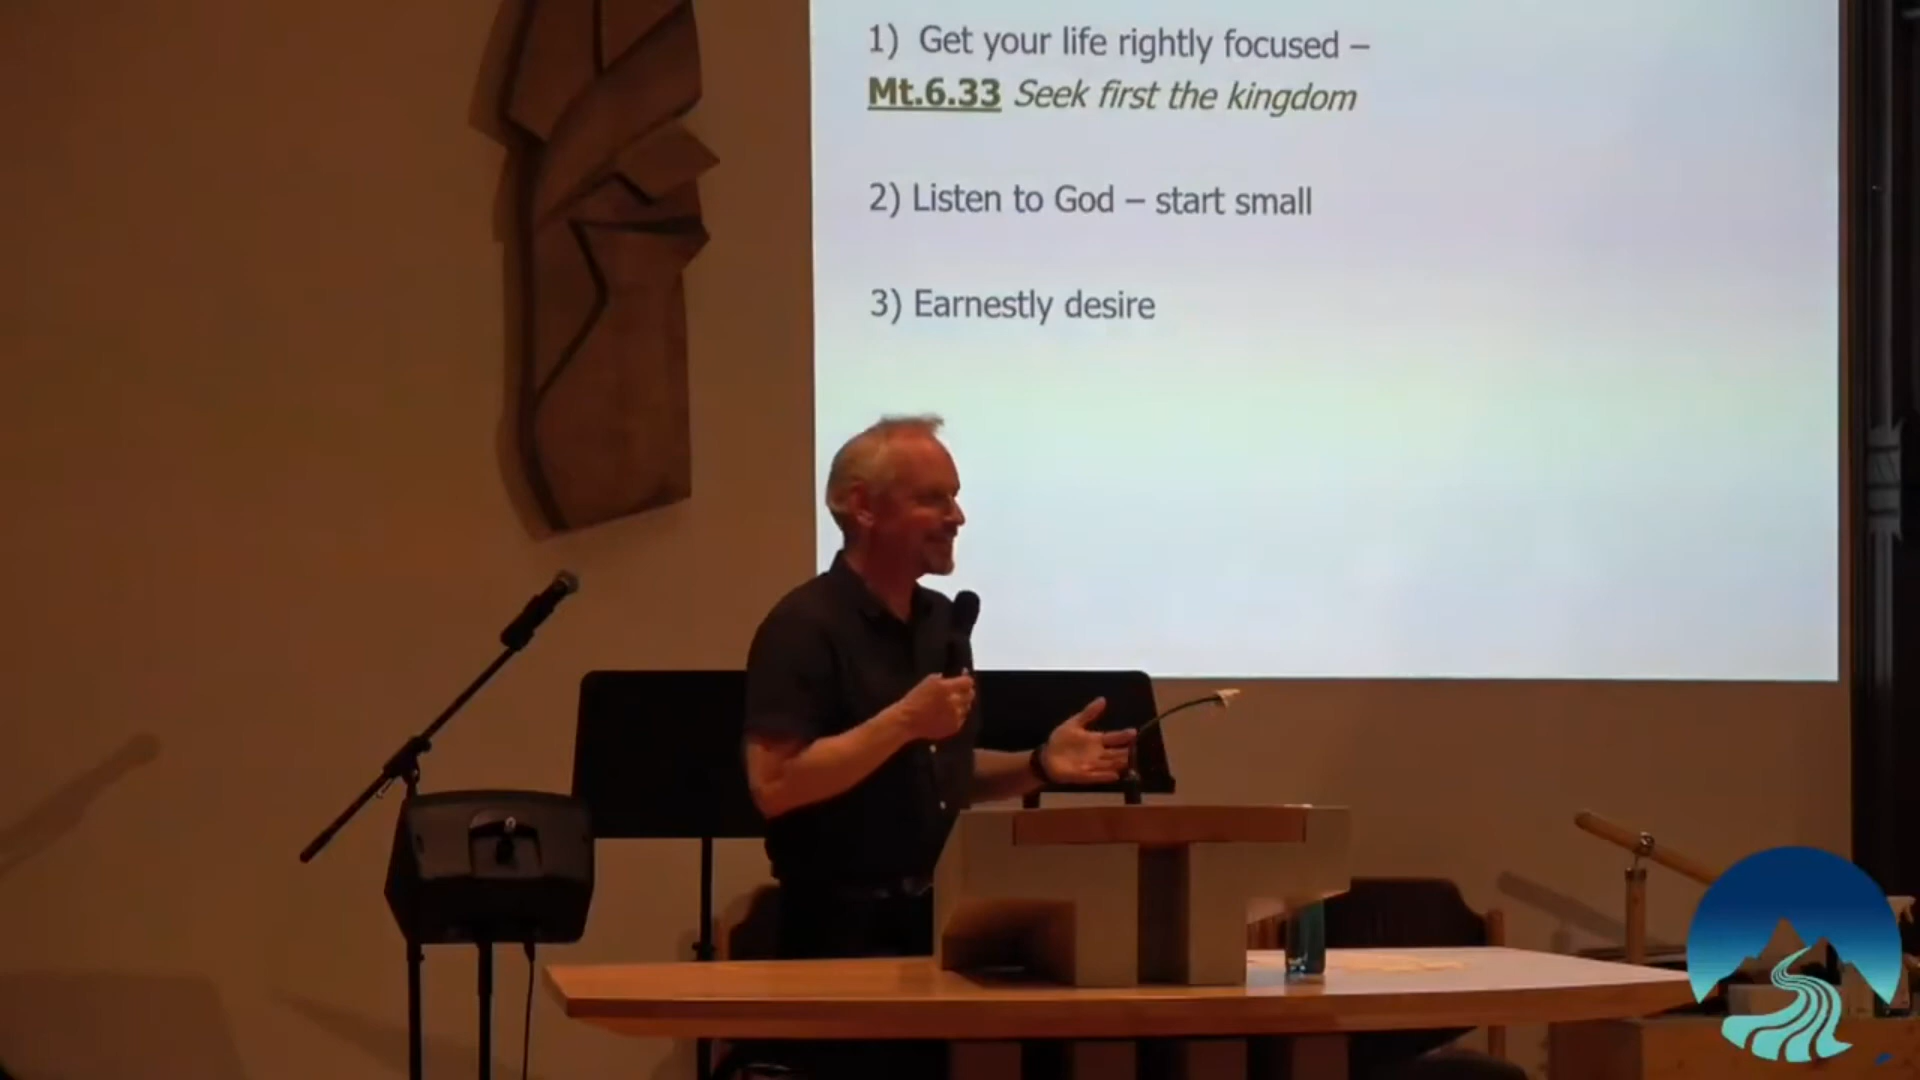 1) Get your life rightly focused –
Mt.6.33 Seek first the kingdom
2) Listen to God – start small
3) Earnestly desire